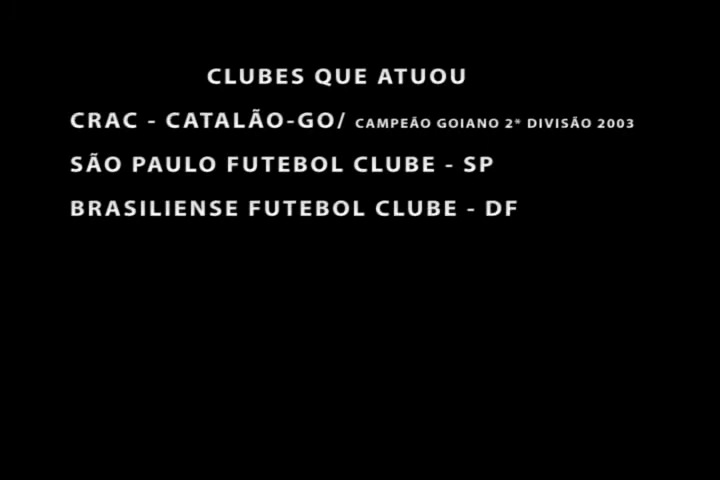 CLUBES QUE ATUOU
CRAC - CATALÃO-GO/ CAMPEÃO GOIANO 2ª DIVISÃO 2003
SÃO PAULO FUTEBOL CLUBE - SP
BRASILIENSE FUTEBOL CLUBE - DF